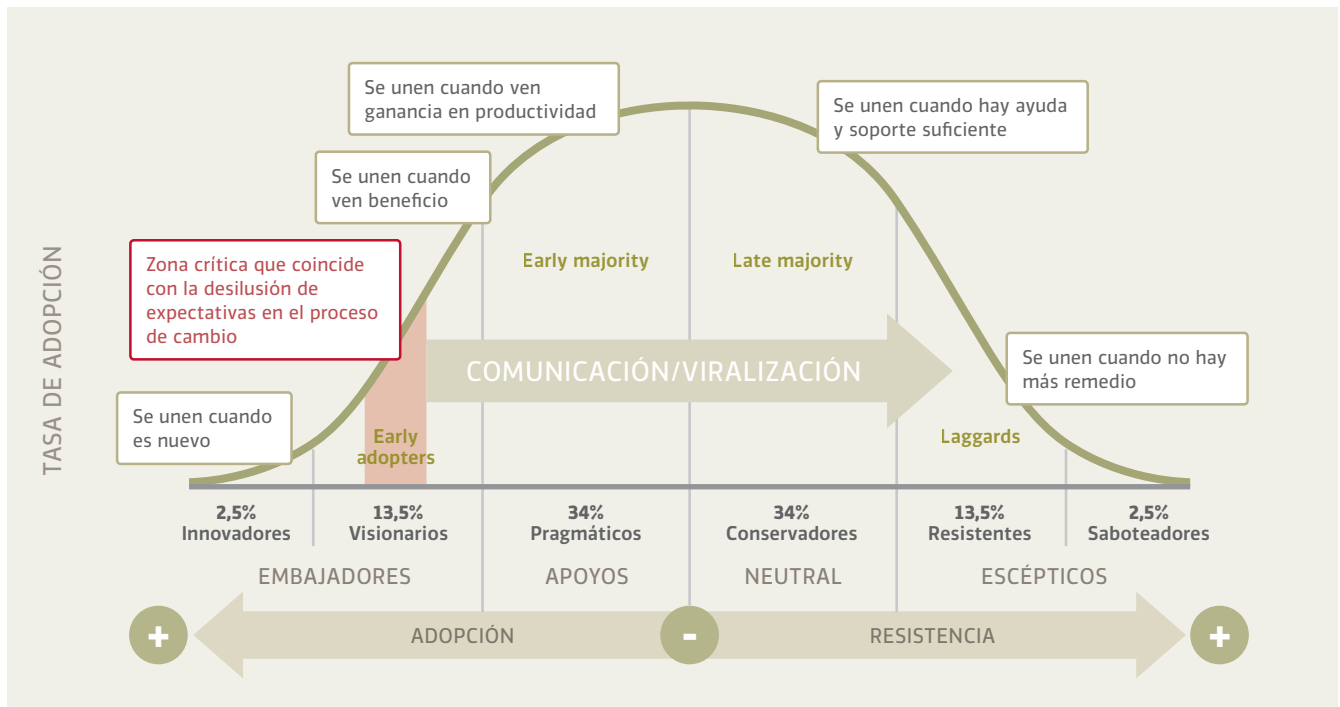 Se unen cuando ven
ganancia en productividad
Se unen cuando hay ayuda
y soporte suficiente
Se unen cuando
ven beneficio
Zona crítica que coincide
con la desilusión de
expectativas en el proceso
de cambio
Early majority
Late majority
TASA DE ADOPCIÓN
COMUNICACIÓN/VIRALIZACIÓN
Se unen cuando no hay
más remedio
Se unen cuando
es nuevo
Early
adopters
Laggards
2,5%
Innovadores
13,5%
Visionarios
34%
Pragmáticos
34%
Conservadores
13,5%
Resistentes
2,5%
Saboteadores
EMBAJADORES
APOYOS
NEUTRAL
ESCÉPTICOS
+
ADOPCIÓN
-
RESISTENCIA
+